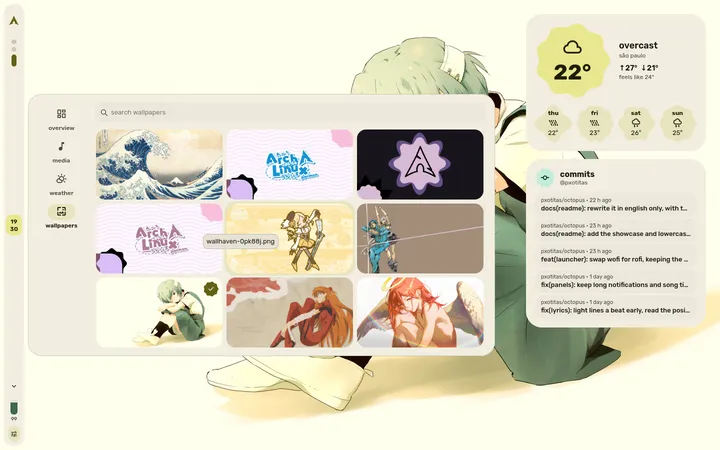 19
30
overview
media
weather
wallpapers
search wallpapers
Arch
Linux
Arch
Linux
wallhaven-0pk88j.png
22°
overcast
são paulo
↑27° ↓21°
feels like 24°
thu
22°
fri
23°
sat
26°
sun
25°
commits
@pxotitas
pxotitas/octopus • 22 h ago
docs(readme): rewrite it in english only, with t...
pxotitas/octopus • 23 h ago
docs(readme): add the showcase and lowercas...
pxotitas/octopus • 23 h ago
feat(launcher): swap wofi for rofi, keeping the ...
pxotitas/octopus • 1 day ago
fix(panels): keep long notifications and song ti...
pxotitas/octopus • 1 day ago
fix(lyrics): light lines a beat early, read the posi...